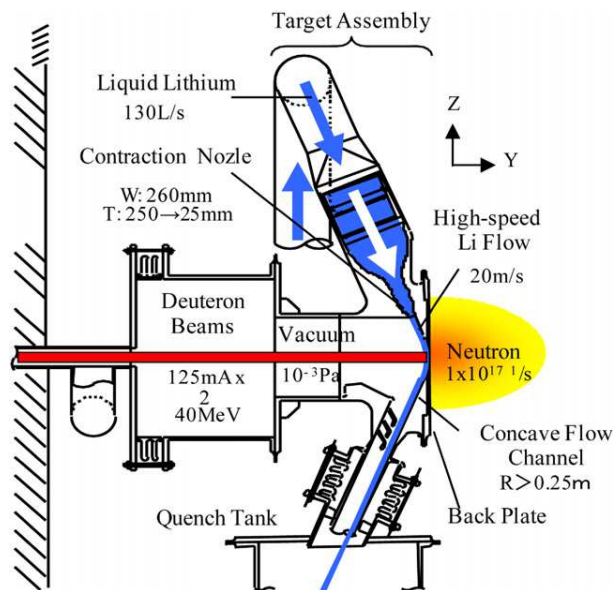 Target Assembly
Liquid Lithium
130L/s
Z
Y
Contraction Nozle
W: 260mm
T: 250→25mm
High-speed
Li Flow
20m/s
Deuteron
Beams
Vacuum
Neutron
1x10¹⁷ ¹/s
125mAx
2
40MeV
10⁻³Pa
Concave Flow
Channel
R＞0.25m
Quench Tank
Back Plate